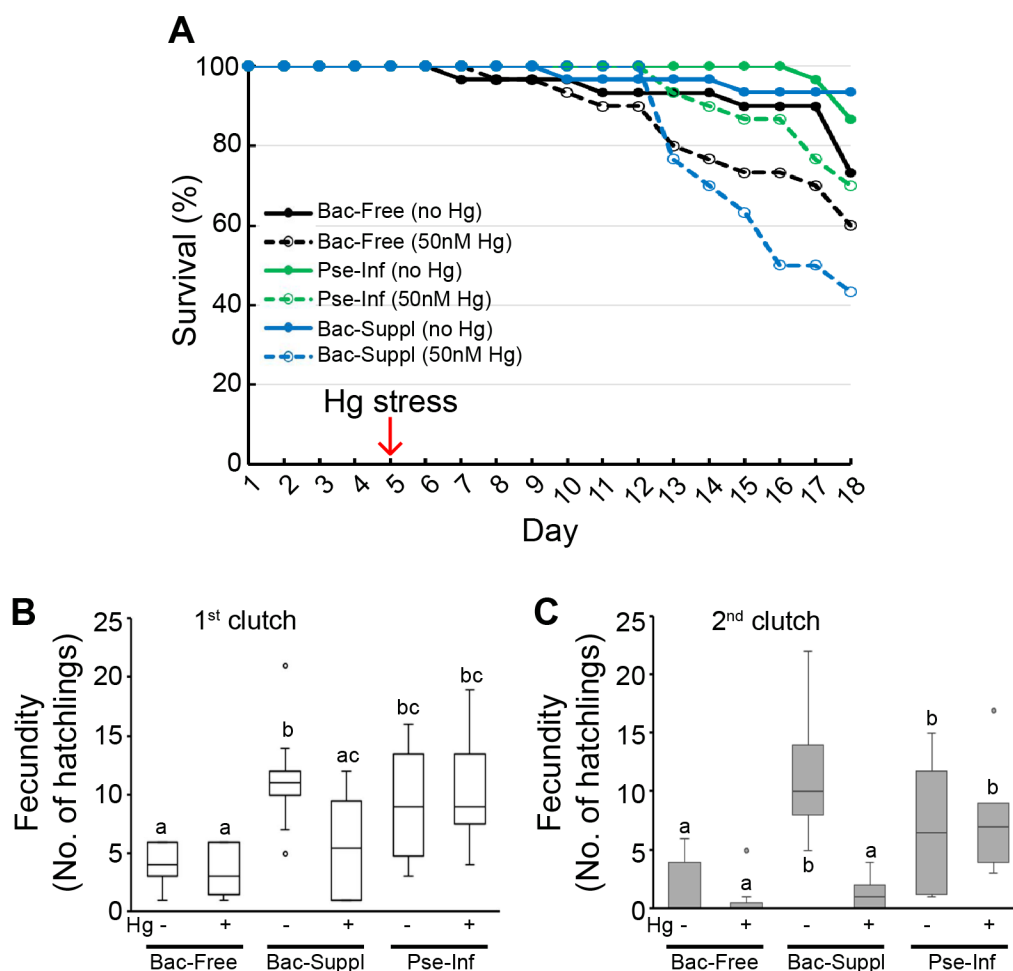 A
100
80
60
40
20
0
Survival (%)
Bac-Free (no Hg)
Bac-Free (50nM Hg)
Pse-Inf (no Hg)
Pse-Inf (50nM Hg)
Bac-Suppl (no Hg)
Bac-Suppl (50nM Hg)
Hg stress
1 2 3 4 5 6 7 8 9 10 11 12 13 14 15 16 17 18
Day
B
1st clutch
Fecundity
(No. of hatchlings)
25
20
15
10
5
0
a a b ac bc bc
Hg - + - + - +
Bac-Free Bac-Suppl Pse-Inf
C
2nd clutch
Fecundity
(No. of hatchlings)
25
20
15
10
5
0
a a b a b b
- + - + - +
Bac-Free Bac-Suppl Pse-Inf